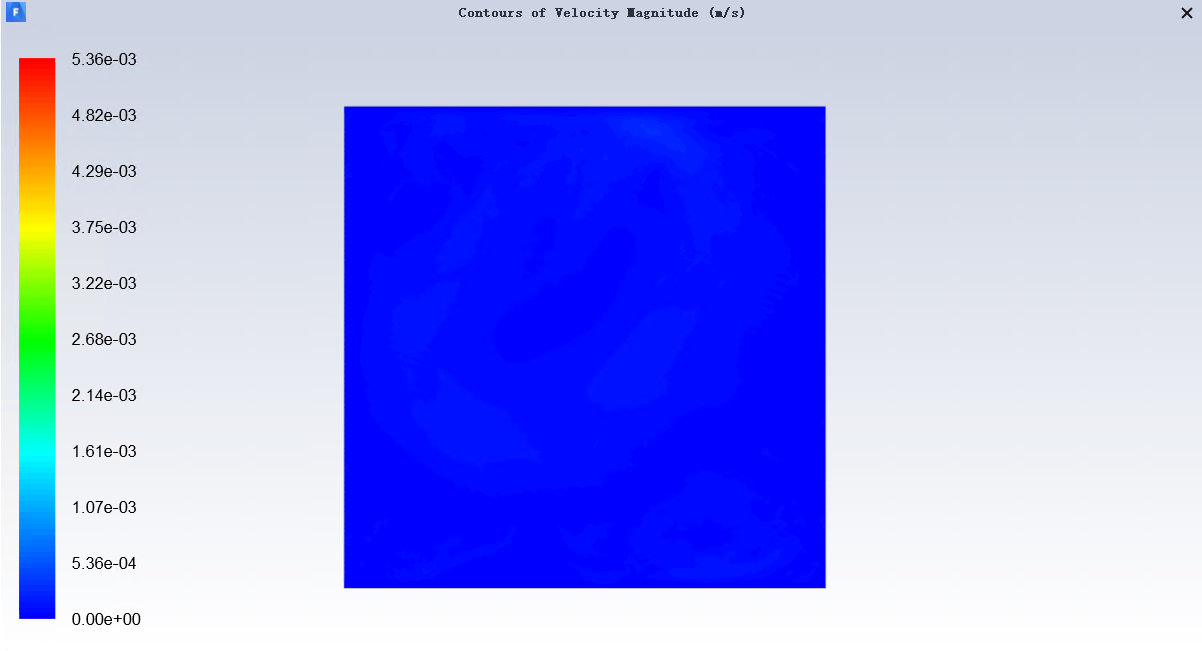 F
Contours of Velocity Magnitude (m/s)
5.36e-03
4.82e-03
4.29e-03
3.75e-03
3.22e-03
2.68e-03
2.14e-03
1.61e-03
1.07e-03
5.36e-04
0.00e+00